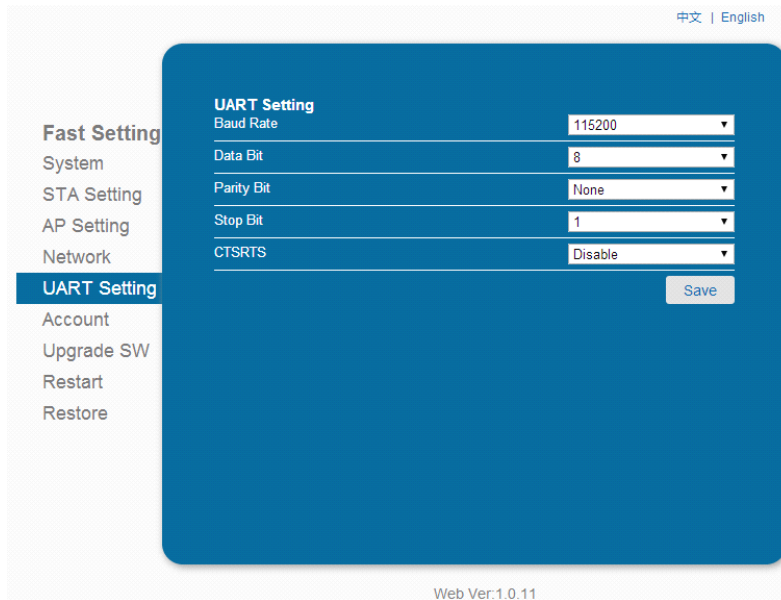 中文 | English
Fast Setting
System
STA Setting
AP Setting
Network
UART Setting
Account
Upgrade SW
Restart
Restore
UART Setting
Baud Rate 115200
Data Bit 8
Parity Bit None
Stop Bit 1
CTSRTS Disable
Save
Web Ver:1.0.11